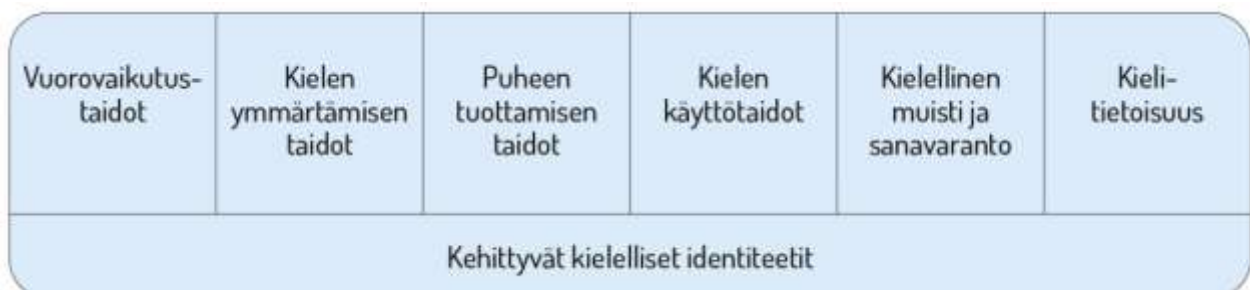 Vuorovaikutus-
taidot
Kielen
ymmärtämisen
taidot
Puheen
tuottamisen
taidot
Kielen
käyttötaidot
Kielellinen
muisti ja
sanavaranto
Kieli-
tietoisuus
Kehittyvät kielelliset identiteetit